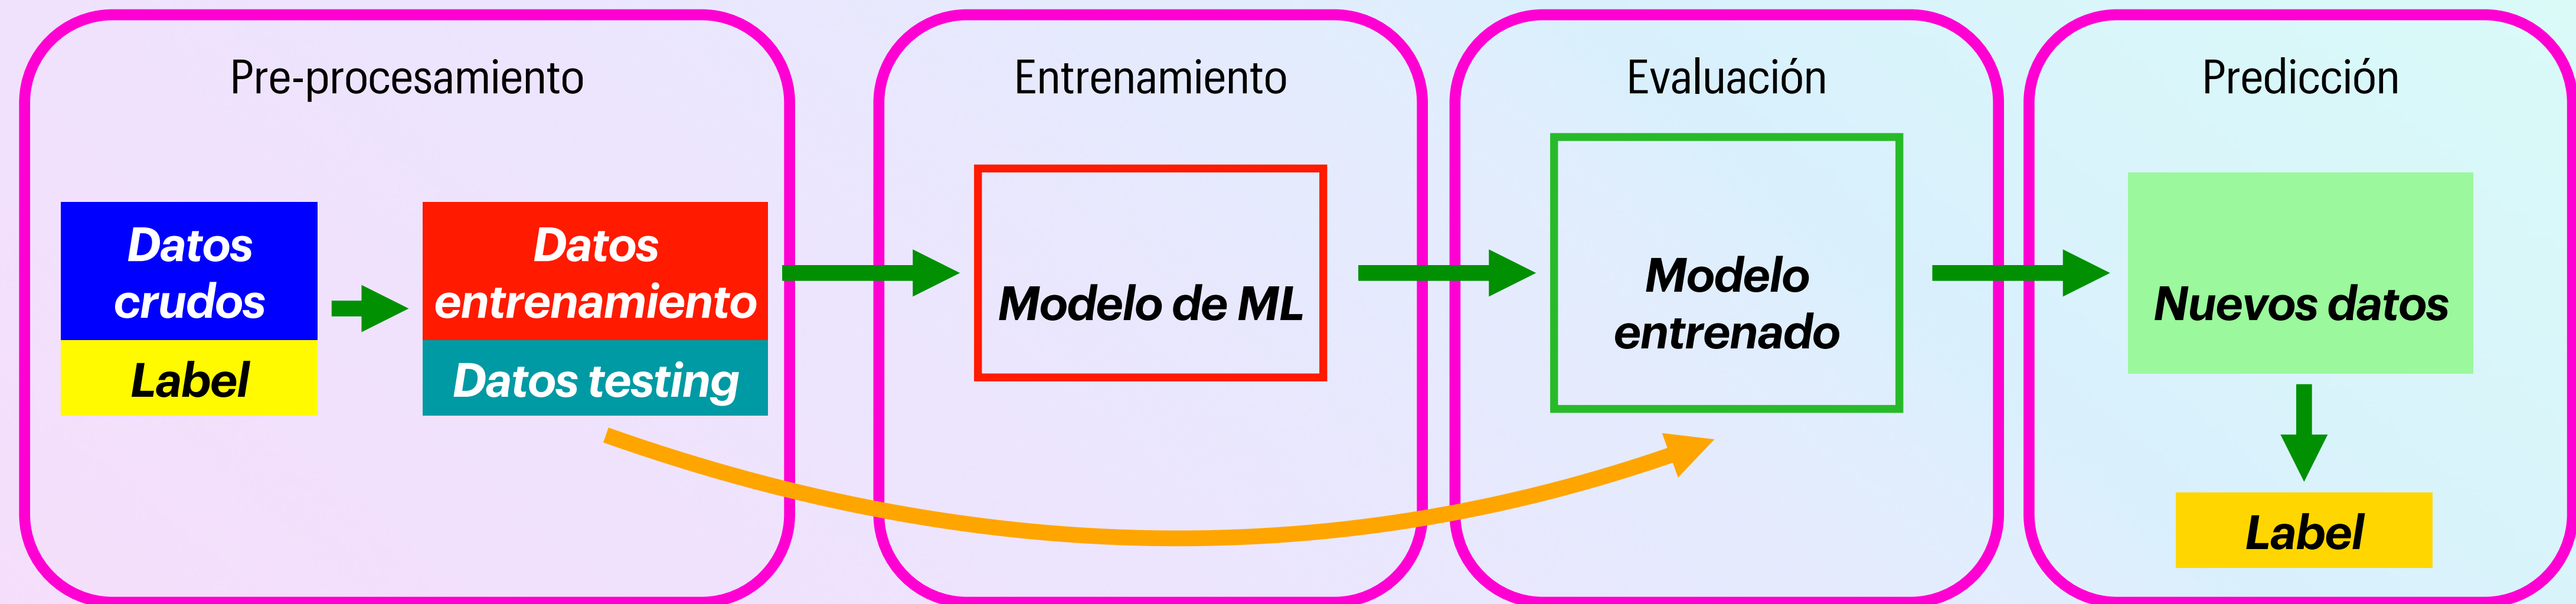 Pre-procesamiento
Datos
crudos
Label
Datos
entrenamiento
Datos testing
Entrenamiento
Modelo de ML
Evaluación
Modelo
entrenado
Predicción
Nuevos datos
Label